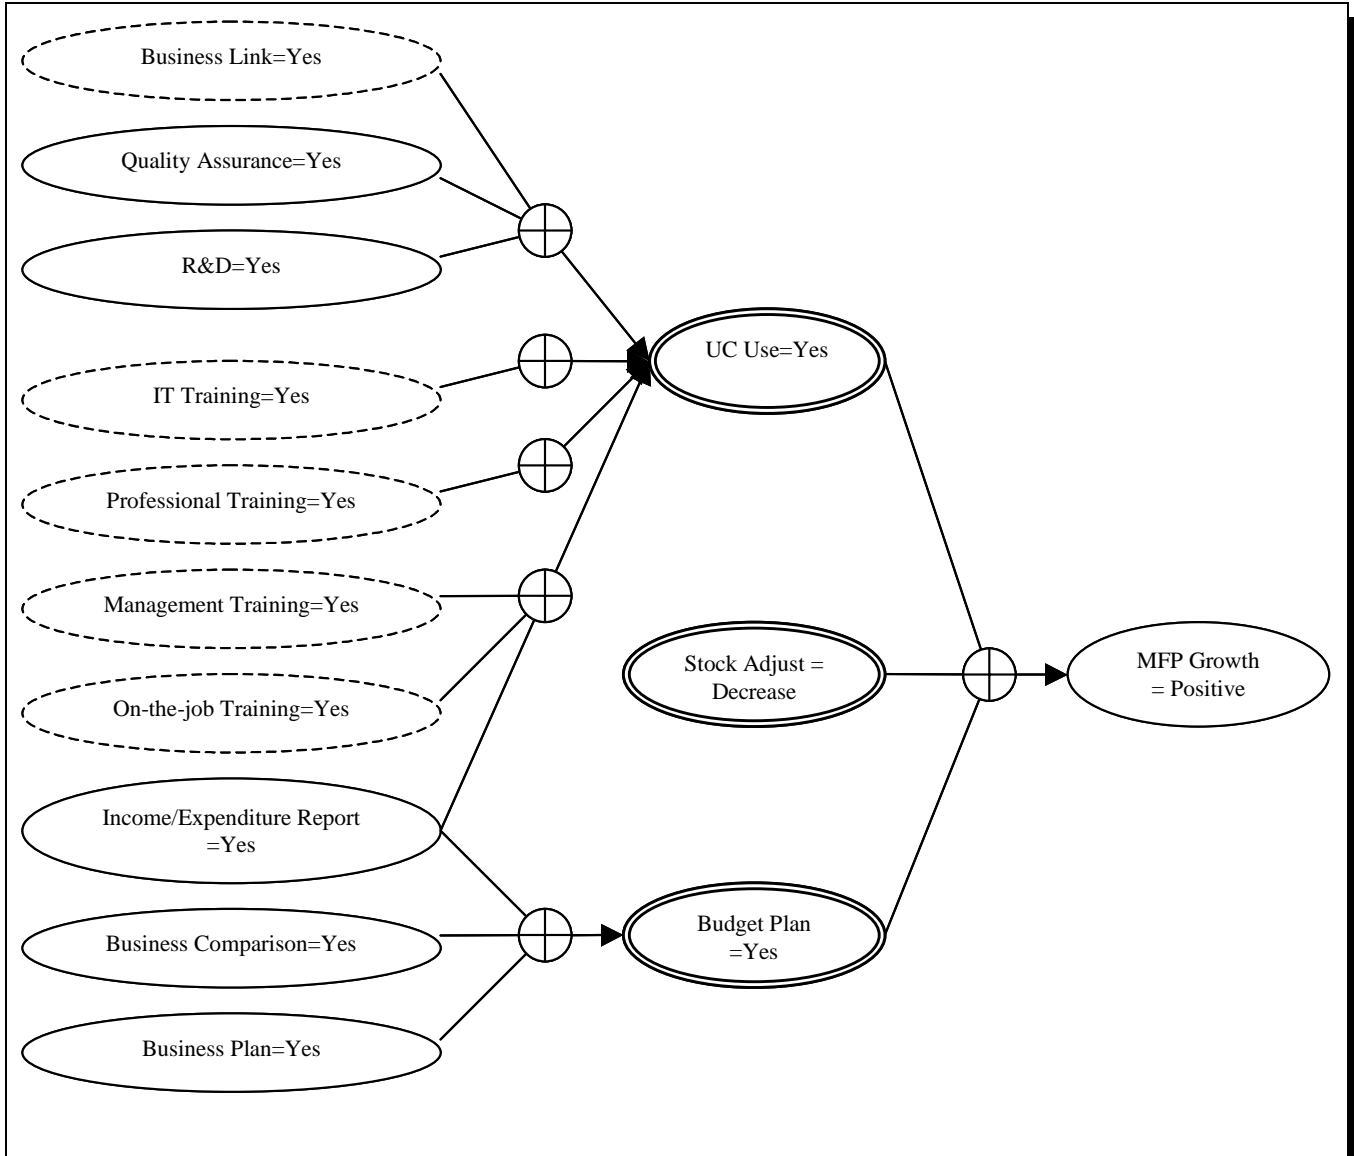 Business Link=Yes
Quality Assurance=Yes
R&D=Yes
IT Training=Yes
Professional Training=Yes
Management Training=Yes
On-the-job Training=Yes
Income/Expenditure Report
=Yes
Business Comparison=Yes
Business Plan=Yes
UC Use=Yes
Stock Adjust =
Decrease
Budget Plan
=Yes
MFP Growth
= Positive